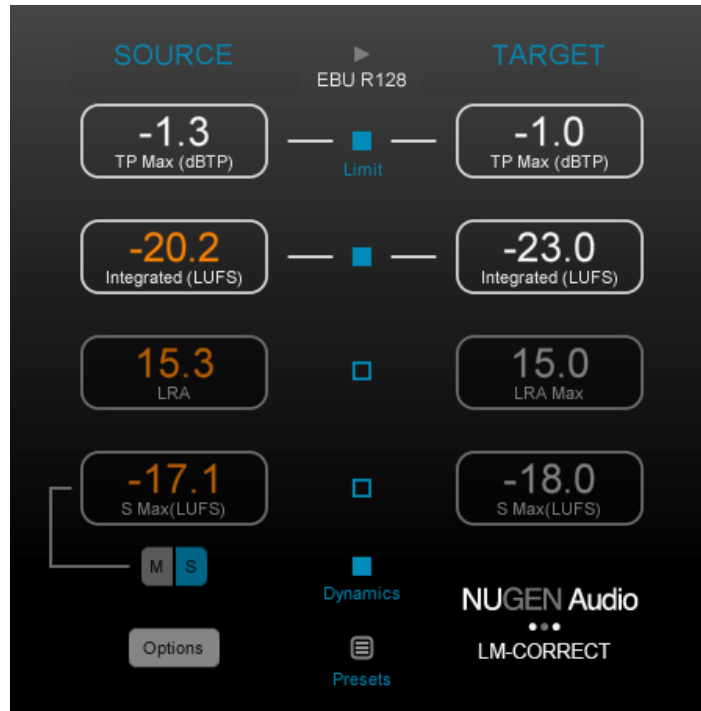 SOURCE
TARGET
EBU R128
-1.3
TP Max (dBTP)
Limit
-1.0
TP Max (dBTP)
-20.2
Integrated (LUFS)
-23.0
Integrated (LUFS)
15.3
LRA
15.0
LRA Max
-17.1
S Max(LUFS)
-18.0
S Max(LUFS)
M S
Dynamics
NUGEN Audio
Options
LM-CORRECT
Presets